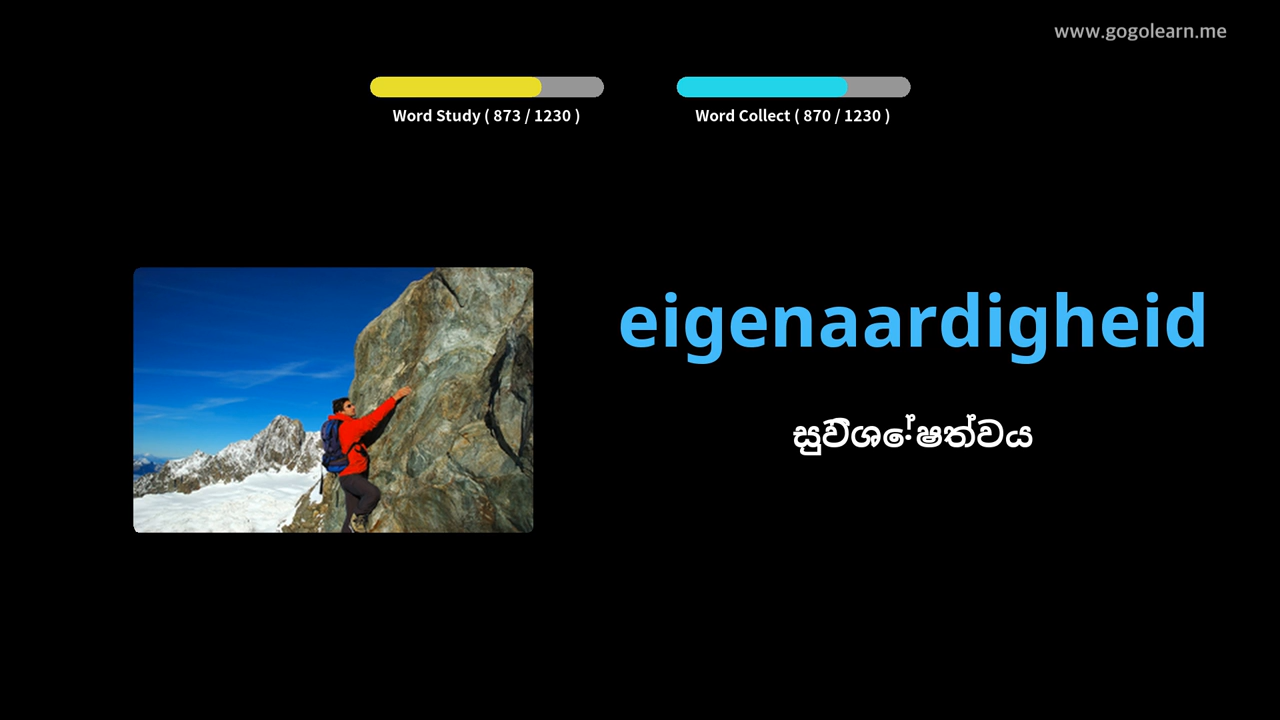 www.gogolearn.me
Word Study ( 873 / 1230 )
Word Collect ( 870 / 1230 )
eigenaardigheid
සුවිශේෂත්වය